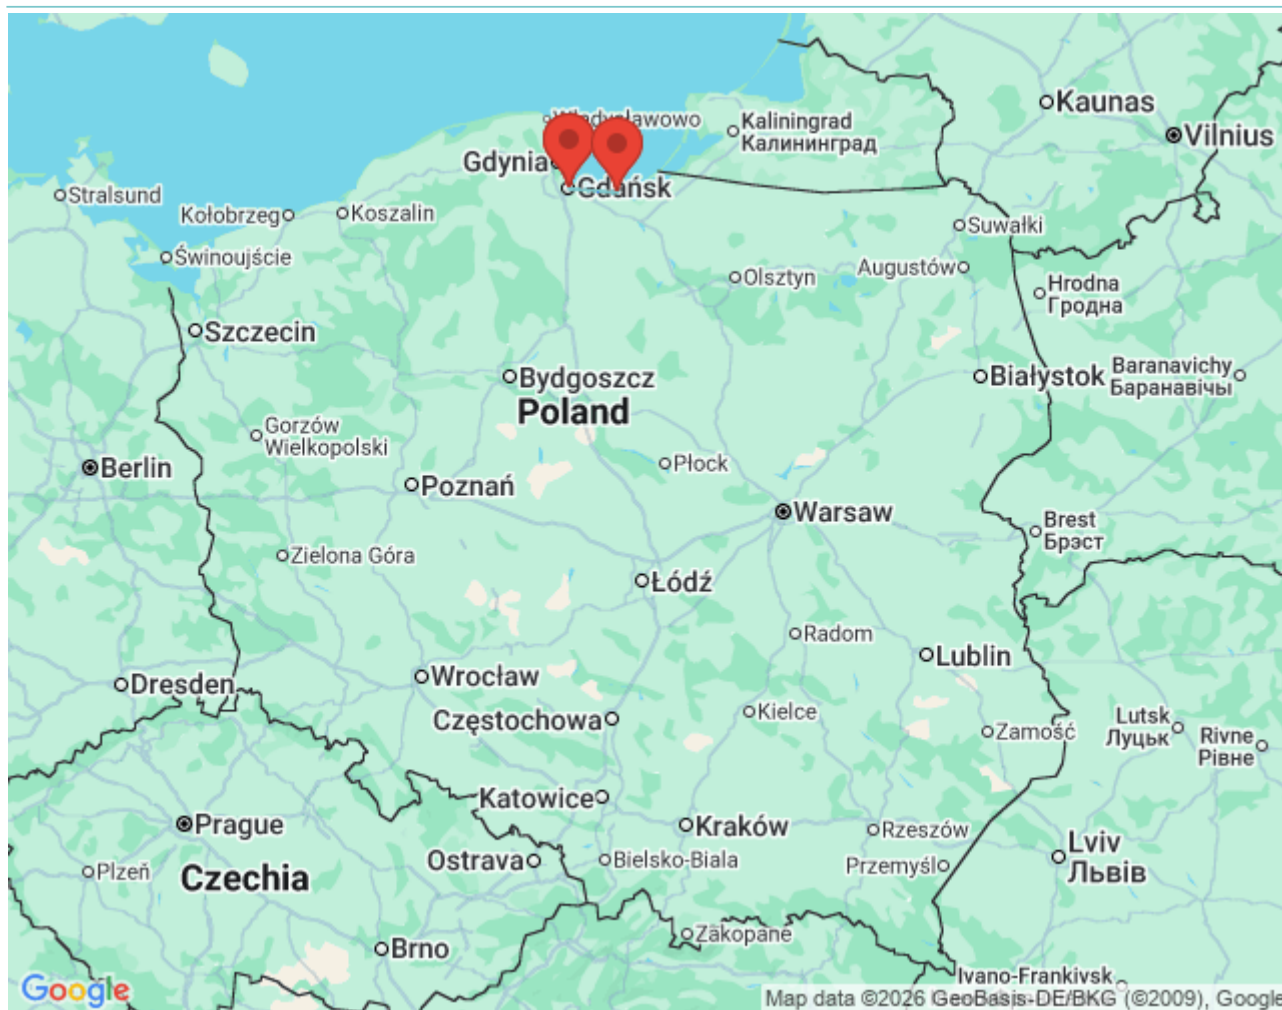 Władysławowo
Kaliningrad
Калининград
Kaunas
Vilnius
Gdynia
Gdańsk
Stralsund
Kołobrzeg
Koszalin
Suwałki
Świnoujście
Olsztyn
Augustów
Hrodna
Гродна
Szczecin
Bydgoszcz
Białystok
Baranavichy
Баранавічы
Poland
Gorzów
Wielkopolski
Berlin
Płock
Poznań
Warsaw
Brest
Брэст
Zielona Góra
Łódź
Radom
Lublin
Dresden
Wrocław
Częstochowa
Kielce
Zamość
Lutsk
Луцьк
Rivne
Рівне
Katowice
Prague
Kraków
Rzeszów
Plzeň
Czechia
Ostrava
Bielsko-Biala
Przemyśl
Lviv
Львів
Zakopane
Brno
Ivano-Frankivsk
Google
Map data ©2026 GeoBasis-DE/BKG (©2009), Google